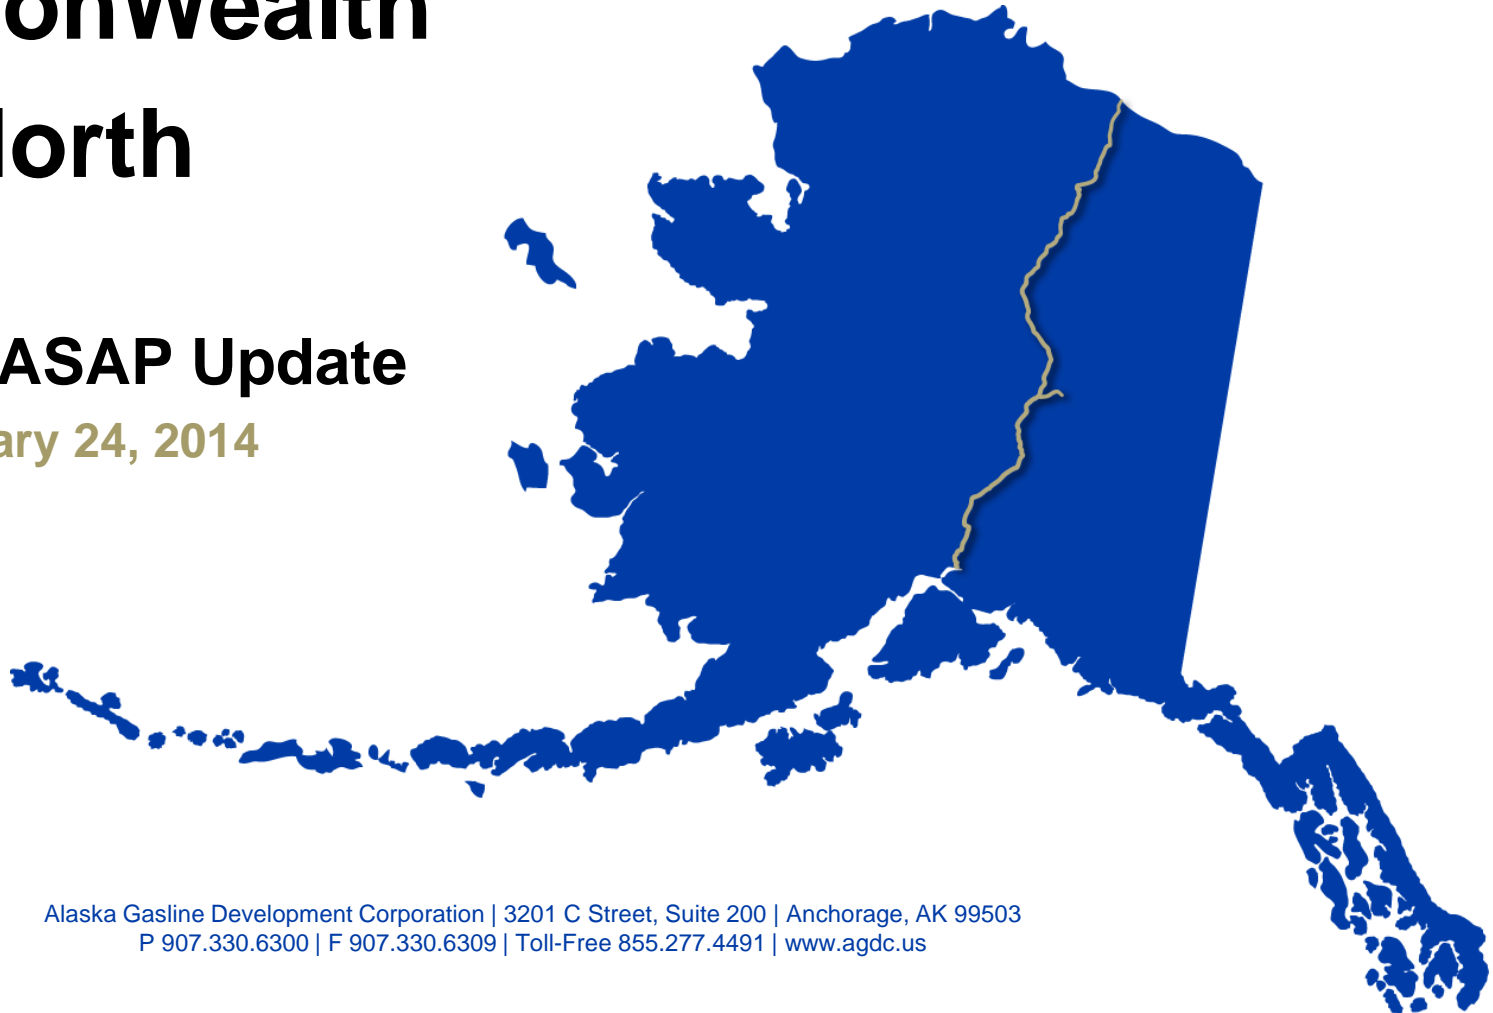 onWealth
orth
ASAP Update
ary 24, 2014
Alaska Gasline Development Corporation | 3201 C Street, Suite 200 | Anchorage, AK 99503
P 907.330.6300 | F 907.330.6309 | Toll-Free 855.277.4491 | www.agdc.us